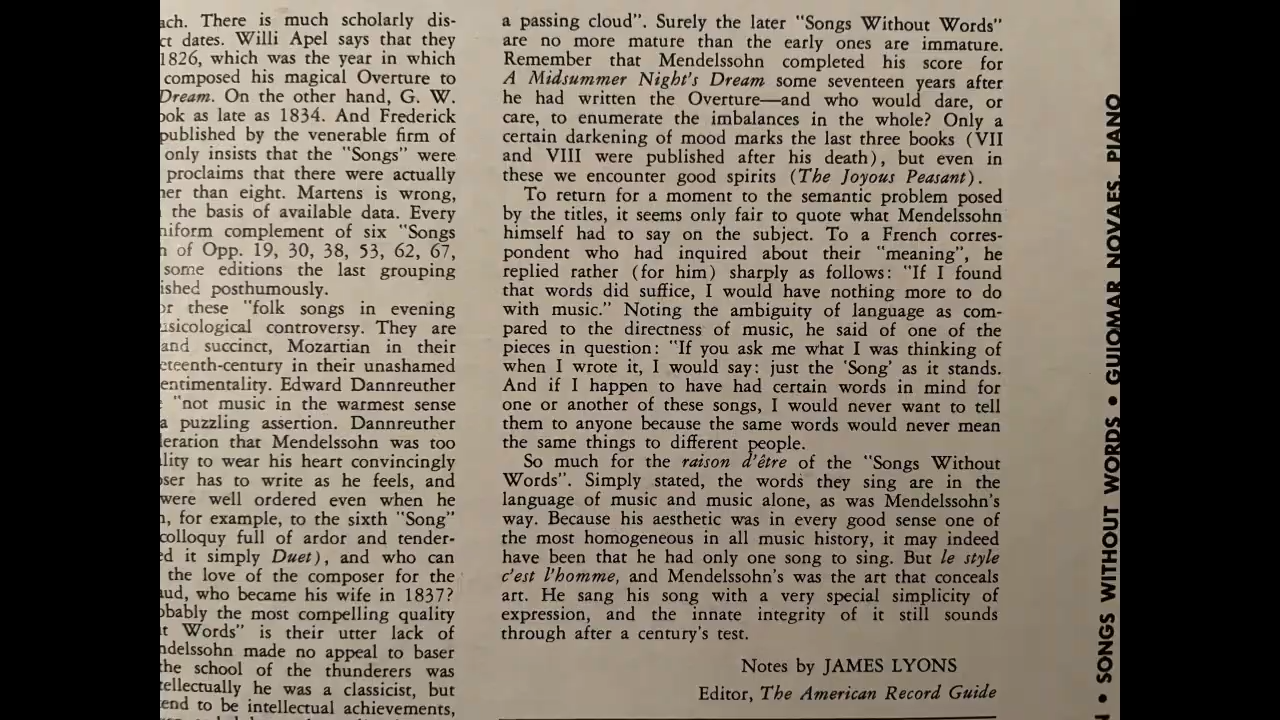 ach. There is much scholarly dis-
ct dates. Willi Apel says that they
1826, which was the year in which
composed his magical Overture to
Dream. On the other hand, G. W.
ook as late as 1834. And Frederick
published by the venerable firm of
only insists that the "Songs" were
proclaims that there were actually
her than eight. Martens is wrong,
the basis of available data. Every
niform complement of six "Songs
n of Opp. 19, 30, 38, 53, 62, 67,
some editions the last grouping
ished posthumously.
or these "folk songs in evening
usicological controversy. They are
and succinct, Mozartian in their
eteenth-century in their unashamed
entimentality. Edward Dannreuther
"not music in the warmest sense
a puzzling assertion. Dannreuther
eration that Mendelssohn was too
lity to wear his heart convincingly
oser has to write as he feels, and
were well ordered even when he
n, for example, to the sixth "Song"
colloquy full of ardor and tender-
ed it simply Duet), and who can
the love of the composer for the
aud, who became his wife in 1837?
obably the most compelling quality
t Words" is their utter lack of
ndelssohn made no appeal to baser
the school of the thunderers was
tellectually he was a classicist, but
end to be intellectual achievements,
a passing cloud". Surely the later "Songs Without Words"
are no more mature than the early ones are immature.
Remember that Mendelssohn completed his score for
A Midsummer Night's Dream some seventeen years after
he had written the Overture—and who would dare, or
care, to enumerate the imbalances in the whole? Only a
certain darkening of mood marks the last three books (VII
and VIII were published after his death), but even in
these we encounter good spirits (The Joyous Peasant).
To return for a moment to the semantic problem posed
by the titles, it seems only fair to quote what Mendelssohn
himself had to say on the subject. To a French corres-
pondent who had inquired about their "meaning", he
replied rather (for him) sharply as follows: "If I found
that words did suffice, I would have nothing more to do
with music." Noting the ambiguity of language as com-
pared to the directness of music, he said of one of the
pieces in question: "If you ask me what I was thinking of
when I wrote it, I would say: just the 'Song' as it stands.
And if I happen to have had certain words in mind for
one or another of these songs, I would never want to tell
them to anyone because the same words would never mean
the same things to different people.
So much for the raison d'être of the "Songs Without
Words". Simply stated, the words they sing are in the
language of music and music alone, as was Mendelssohn's
way. Because his aesthetic was in every good sense one of
the most homogeneous in all music history, it may indeed
have been that he had only one song to sing. But le style
c'est l'homme, and Mendelssohn's was the art that conceals
art. He sang his song with a very special simplicity of
expression, and the innate integrity of it still sounds
through after a century's test.
Notes by JAMES LYONS
Editor, The American Record Guide
• SONGS WITHOUT WORDS • GUIOMAR NOVAES, PIANO